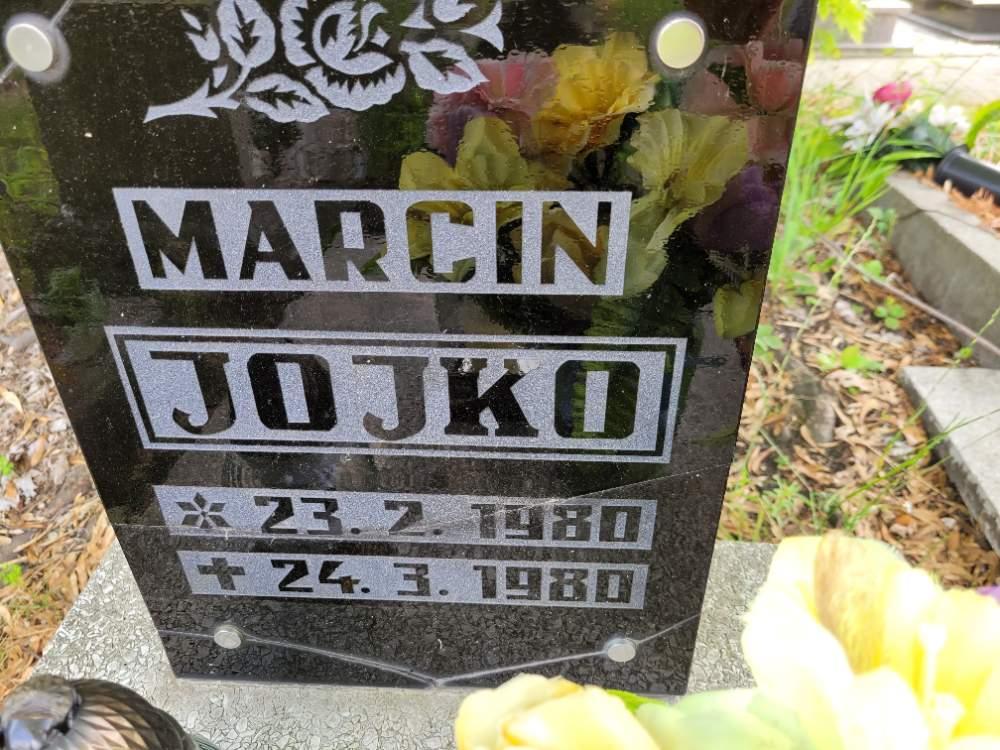 MARCIN
JOJKO
* 23. 2. 1980
✝ 24. 3. 1980